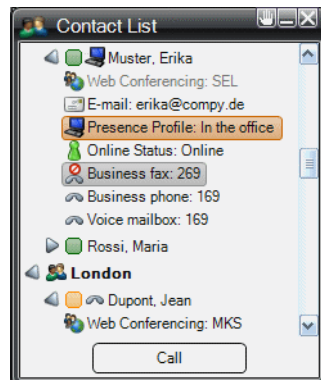 Contact List
Muster, Erika
Web Conferencing: SEL
E-mail: erika@compy.de
Presence Profile: In the office
Online Status: Online
Business fax: 269
Business phone: 169
Voice mailbox: 169
Rossi, Maria
London
Dupont, Jean
Web Conferencing: MKS
Call